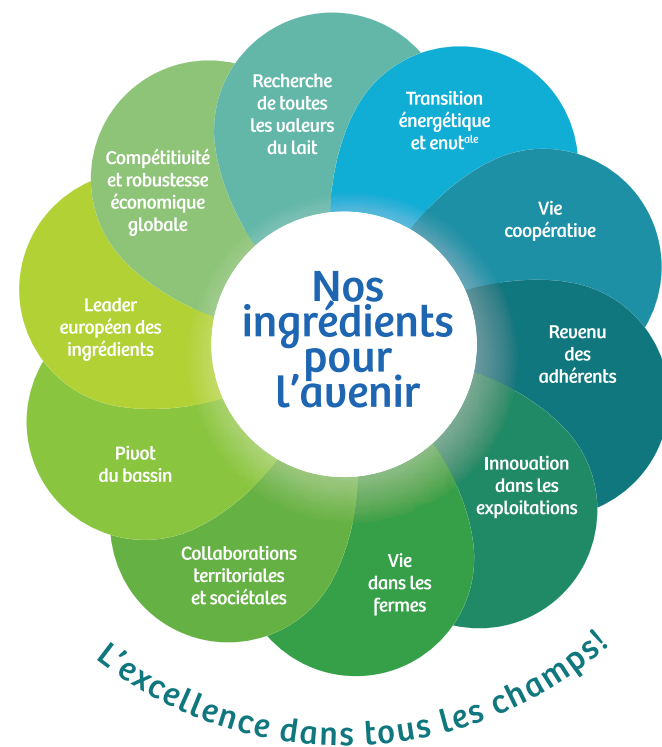 Nos
ingrédients
pour
l'avenir
Recherche
de toutes
les valeurs
du lait
Transition
énergétique
et envtale
Vie
coopérative
Revenu
des
adhérents
Innovation
dans les
exploitations
Vie
dans les
fermes
Collaborations
territoriales
et sociétales
Pivot
du bassin
Leader
européen des
ingrédients
Compétitivité
et robustesse
économique
globale
L'excellence dans tous les champs!